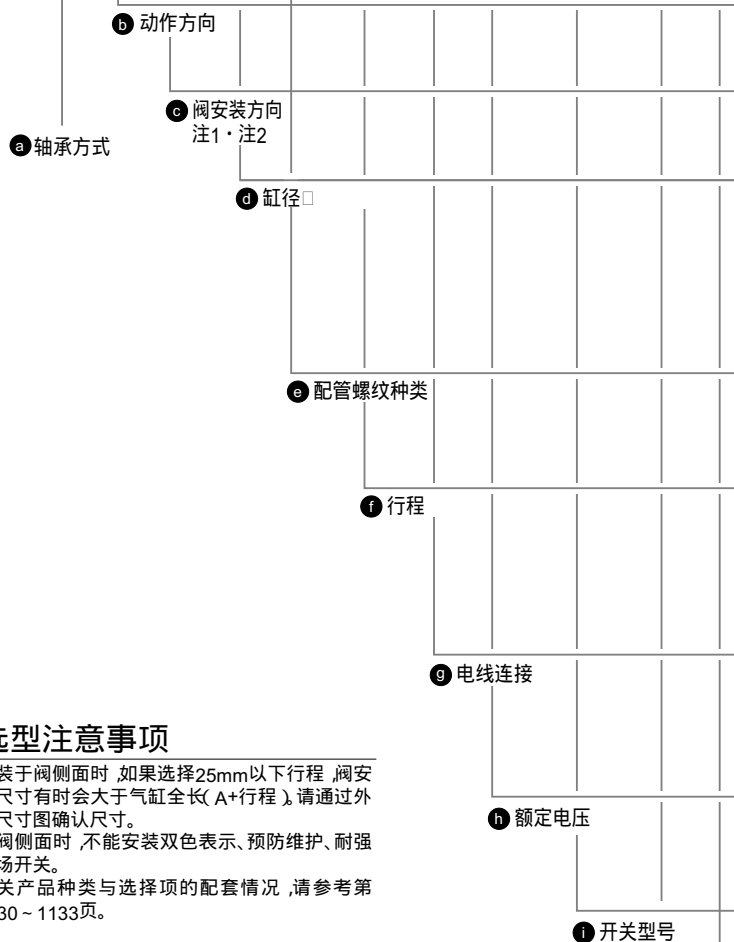 b 动作方向
c 阀安装方向
注1・注2
a 轴承方式
d 缸径□
e 配管螺纹种类
f 行程
g 电线连接
选型注意事项
装于阀侧面时,如果选择25mm以下行程,阀安
尺寸有时会大于气缸全长(A+行程)。请通过外
尺寸图确认尺寸。
阀侧面时,不能安装双色表示、预防维护、耐强
场开关。
关产品种类与选择项的配套情况,请参考第
30~1133页。
h 额定电压
i 开关型号